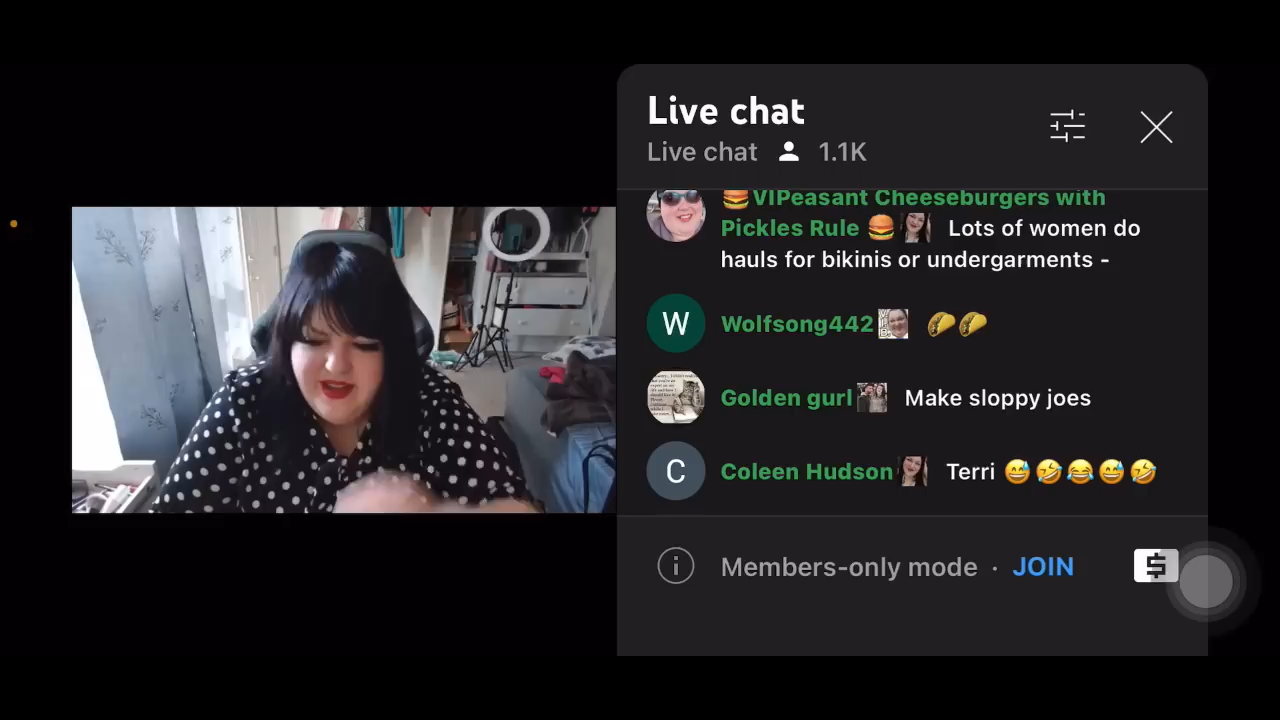 Live chat
Live chat 1.1K
🍔VIPeasant Cheeseburgers with
Pickles Rule 🍔 Lots of women do
hauls for bikinis or undergarments -
W Wolfsong442 🌮🌮
Golden gurl Make sloppy joes
C Coleen Hudson Terri 😅🤣😂😅🤣
Members-only mode · JOIN